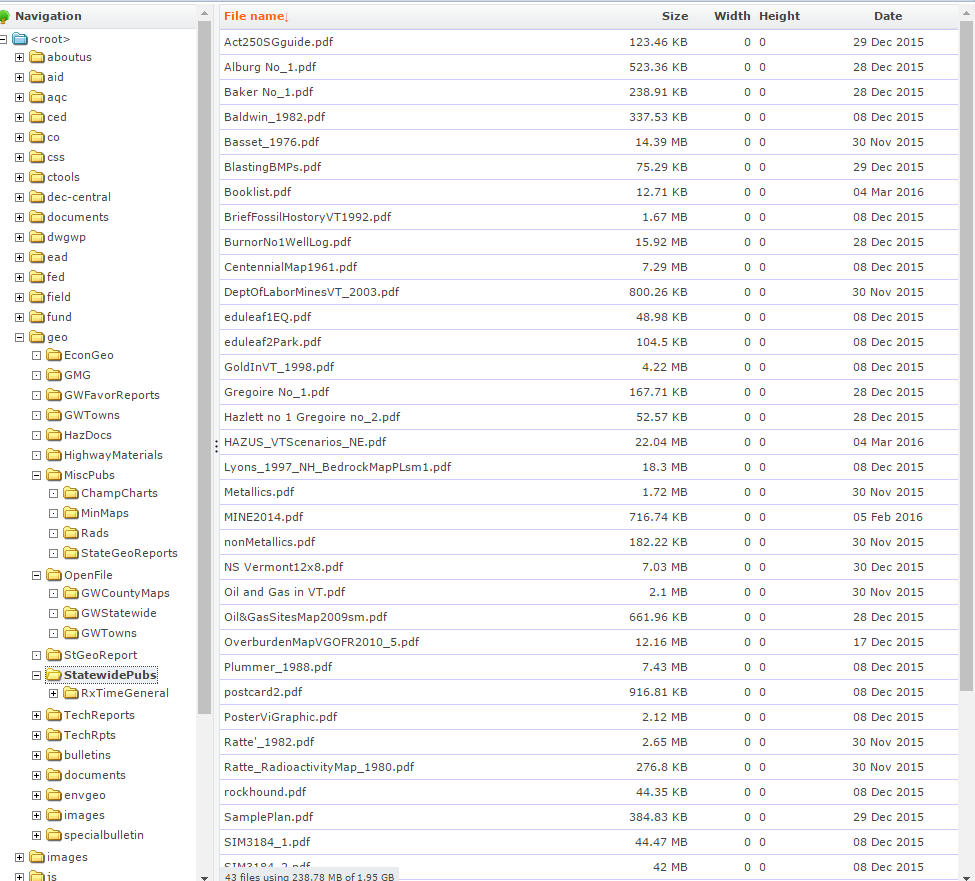 Navigation
<root>
aboutus
aid
aqc
ced
co
css
ctools
dec-central
documents
dwgwp
ead
fed
field
fund
geo
EconGeo
GMG
GWFavorReports
GWTowns
HazDocs
HighwayMaterials
MiscPubs
ChampCharts
MinMaps
Rads
StateGeoReports
OpenFile
GWCountyMaps
GWStatewide
GWTowns
StGeoReport
StatewidePubs
RxTimeGeneral
TechReports
TechRpts
bulletins
documents
envgeo
images
specialbulletin
images
js
File name↓ Size Width Height Date
Act250SGguide.pdf 123.46 KB 0 0 29 Dec 2015
Alburg No_1.pdf 523.36 KB 0 0 28 Dec 2015
Baker No_1.pdf 238.91 KB 0 0 28 Dec 2015
Baldwin_1982.pdf 337.53 KB 0 0 08 Dec 2015
Basset_1976.pdf 14.39 MB 0 0 30 Nov 2015
BlastingBMPs.pdf 75.29 KB 0 0 29 Dec 2015
Booklist.pdf 12.71 KB 0 0 04 Mar 2016
BriefFossilHostoryVT1992.pdf 1.67 MB 0 0 08 Dec 2015
BurnorNo1WellLog.pdf 15.92 MB 0 0 28 Dec 2015
CentennialMap1961.pdf 7.29 MB 0 0 08 Dec 2015
DeptOfLaborMinesVT_2003.pdf 800.26 KB 0 0 30 Nov 2015
eduleaf1EQ.pdf 48.98 KB 0 0 08 Dec 2015
eduleaf2Park.pdf 104.5 KB 0 0 08 Dec 2015
GoldInVT_1998.pdf 4.22 MB 0 0 08 Dec 2015
Gregoire No_1.pdf 167.71 KB 0 0 28 Dec 2015
Hazlett no 1 Gregoire no_2.pdf 52.57 KB 0 0 28 Dec 2015
HAZUS_VTScenarios_NE.pdf 22.04 MB 0 0 04 Mar 2016
Lyons_1997_NH_BedrockMapPLsm1.pdf 18.3 MB 0 0 08 Dec 2015
Metallics.pdf 1.72 MB 0 0 30 Nov 2015
MINE2014.pdf 716.74 KB 0 0 05 Feb 2016
nonMetallics.pdf 182.22 KB 0 0 30 Nov 2015
NS Vermont12x8.pdf 7.03 MB 0 0 30 Dec 2015
Oil and Gas in VT.pdf 2.1 MB 0 0 30 Nov 2015
Oil&GasSitesMap2009sm.pdf 661.96 KB 0 0 28 Dec 2015
OverburdenMapVGOFR2010_5.pdf 12.16 MB 0 0 17 Dec 2015
Plummer_1988.pdf 7.43 MB 0 0 08 Dec 2015
postcard2.pdf 916.81 KB 0 0 08 Dec 2015
PosterViGraphic.pdf 2.12 MB 0 0 08 Dec 2015
Ratte'_1982.pdf 2.65 MB 0 0 30 Nov 2015
Ratte_RadioactivityMap_1980.pdf 276.8 KB 0 0 30 Nov 2015
rockhound.pdf 44.35 KB 0 0 08 Dec 2015
SamplePlan.pdf 384.83 KB 0 0 29 Dec 2015
SIM3184_1.pdf 44.47 MB 0 0 08 Dec 2015
SIM3184_2.pdf 42 MB 0 0 08 Dec 2015
43 files using 238.78 MB of 1.95 GB